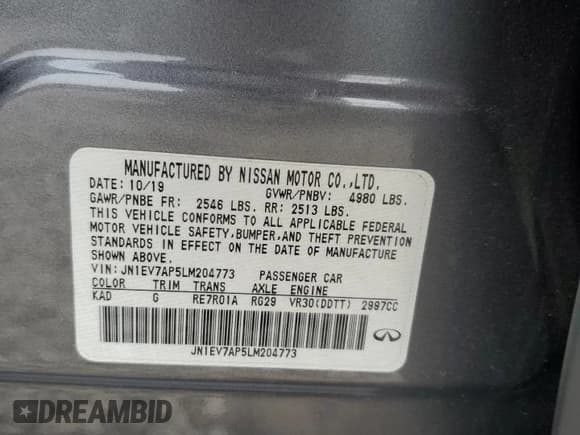 MANUFACTURED BY NISSAN MOTOR CO.,LTD.
DATE: 10/19 GVWR/PNBV: 4980 LBS.
GAWR/PNBE FR: 2546 LBS. RR: 2513 LBS.
THIS VEHICLE CONFORMS TO ALL APPLICABLE FEDERAL
MOTOR VEHICLE SAFETY,BUMPER,AND THEFT PREVENTION
STANDARDS IN EFFECT ON THE DATE OF MANUFACTURE
SHOWN ABOVE.
VIN: JN1EV7AP5LM204773 PASSENGER CAR
COLOR TRIM TRANS AXLE ENGINE
KAD G RE7R01A RG29 VR30(DDTT) 2997CC
JN1EV7AP5LM204773
DREAMBID